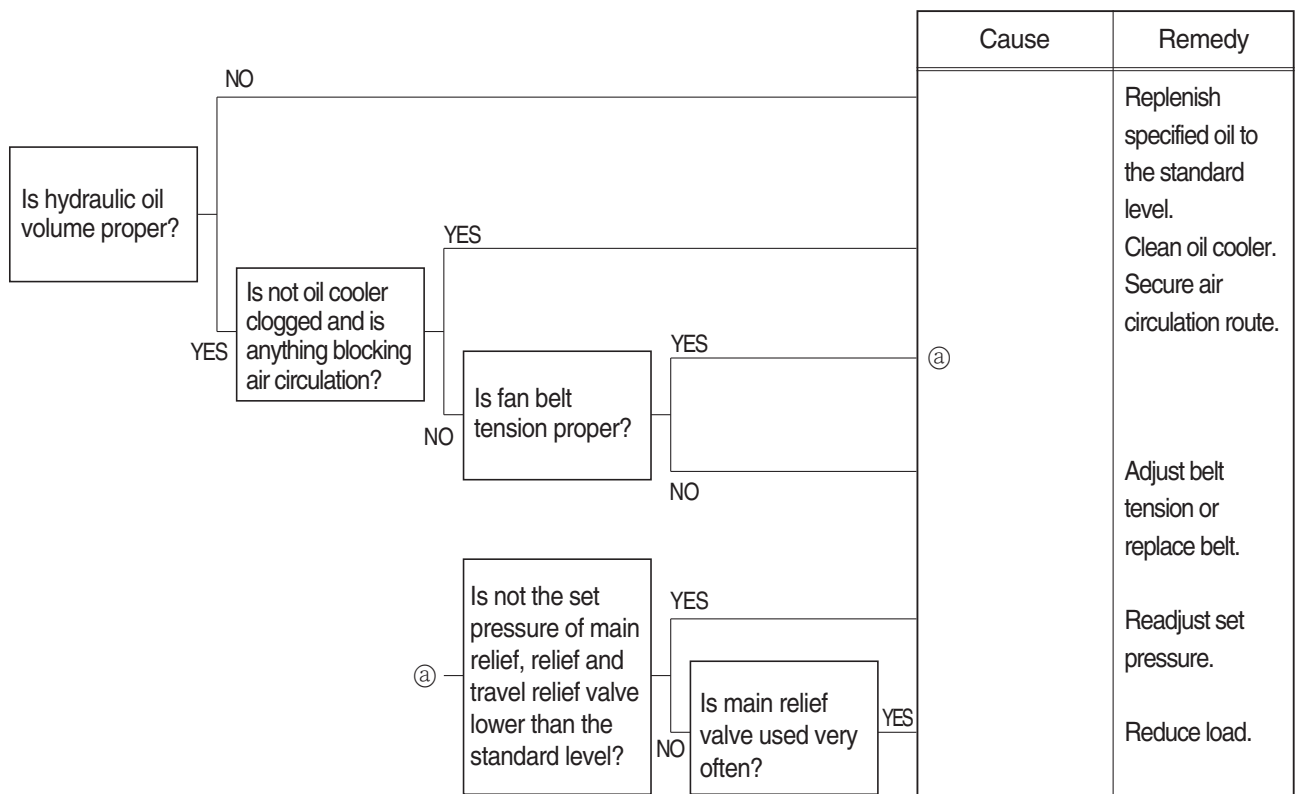 Cause
Remedy
NO
Replenish
specified oil to
the standard
level.
Is hydraulic oil
volume proper?
YES
Clean oil cooler.
Secure air
circulation route.
YES
Is not oil cooler
clogged and is
anything blocking
air circulation?
YES
ⓐ
NO
Is fan belt
tension proper?
NO
Adjust belt
tension or
replace belt.
ⓐ
Is not the set
pressure of main
relief, relief and
travel relief valve
lower than the
standard level?
YES
Readjust set
pressure.
NO
Is main relief
valve used very
often?
YES
Reduce load.